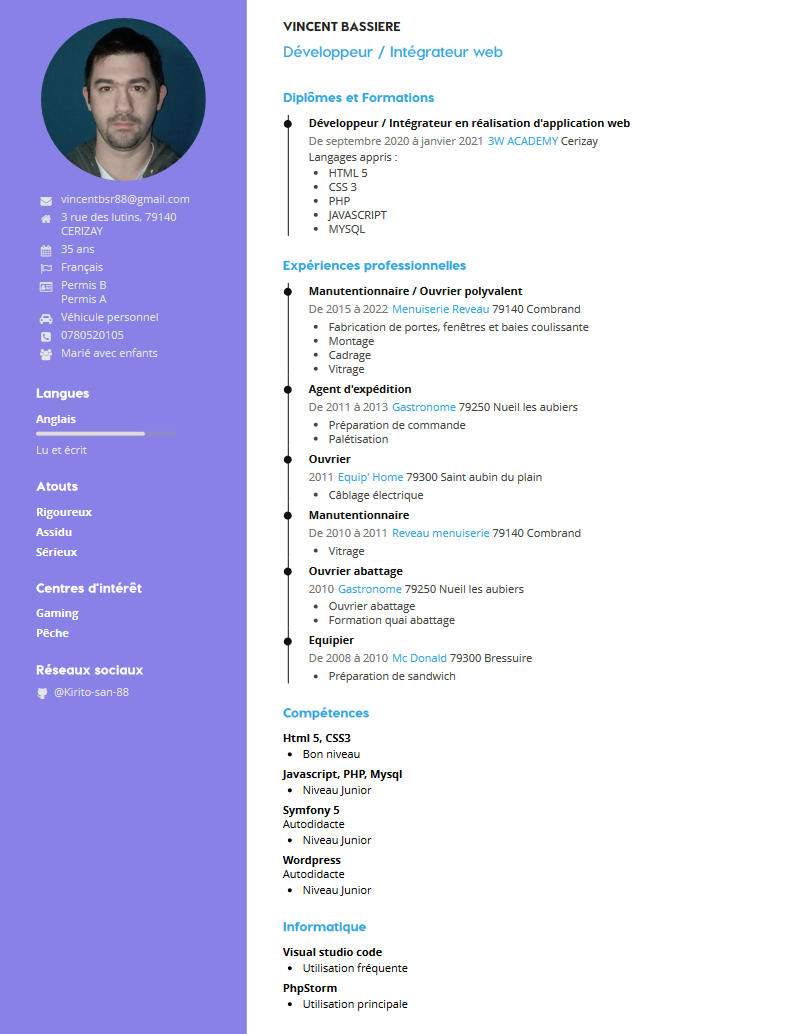 vincentbsr88@gmail.com
3 rue des lutins, 79140
CERIZAY
35 ans
Français
Permis B
Permis A
Véhicule personnel
0780520105
Marié avec enfants
Langues
Anglais
Lu et écrit
Atouts
Rigoureux
Assidu
Sérieux
Centres d'intérêt
Gaming
Pêche
Réseaux sociaux
@Kirito-san-88
VINCENT BASSIERE
Développeur / Intégrateur web
Diplômes et Formations
Développeur / Intégrateur en réalisation d'application web
De septembre 2020 à janvier 2021 3W ACADEMY Cerizay
Langages appris :
• HTML 5
• CSS 3
• PHP
• JAVASCRIPT
• MYSQL
Expériences professionnelles
Manutentionnaire / Ouvrier polyvalent
De 2015 à 2022 Menuiserie Reveau 79140 Combrand
• Fabrication de portes, fenêtres et baies coulissante
• Montage
• Cadrage
• Vitrage
Agent d'expédition
De 2011 à 2013 Gastronome 79250 Nueil les aubiers
• Préparation de commande
• Palétisation
Ouvrier
2011 Equip' Home 79300 Saint aubin du plain
• Câblage électrique
Manutentionnaire
De 2010 à 2011 Reveau menuiserie 79140 Combrand
• Vitrage
Ouvrier abattage
2010 Gastronome 79250 Nueil les aubiers
• Ouvrier abattage
• Formation quai abattage
Equipier
De 2008 à 2010 Mc Donald 79300 Bressuire
• Préparation de sandwich
Compétences
Html 5, CSS3
• Bon niveau
Javascript, PHP, Mysql
• Niveau Junior
Symfony 5
Autodidacte
• Niveau Junior
Wordpress
Autodidacte
• Niveau Junior
Informatique
Visual studio code
• Utilisation fréquente
PhpStorm
• Utilisation principale